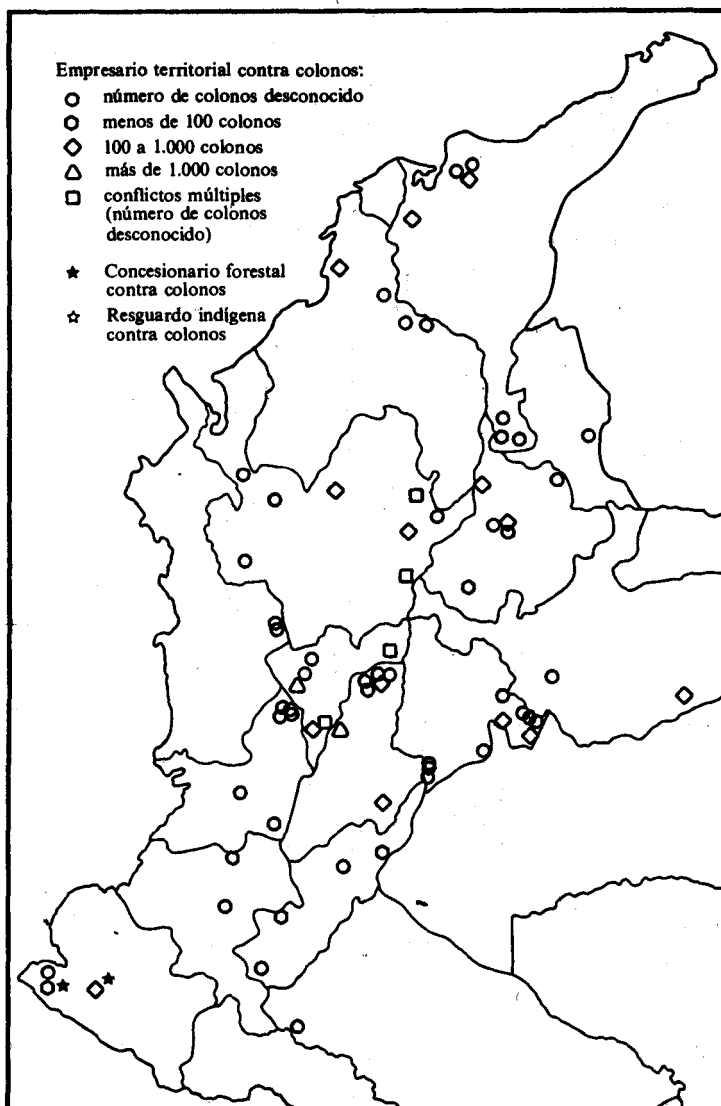 Empresario territorial contra colonos:
número de colonos desconocido
menos de 100 colonos
100 a 1.000 colonos
más de 1.000 colonos
conflictos múltiples
(número de colonos
desconocido)
Concesionario forestal
contra colonos
Resguardo indígena
contra colonos